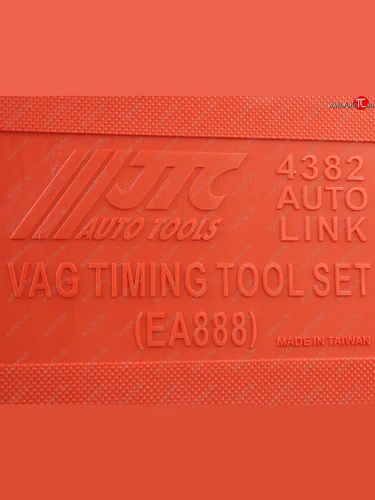 JTC
AUTO TOOLS
4382
AUTO
LINK
VAG TIMING TOOL SET
(EA888)
MADE IN TAIWAN